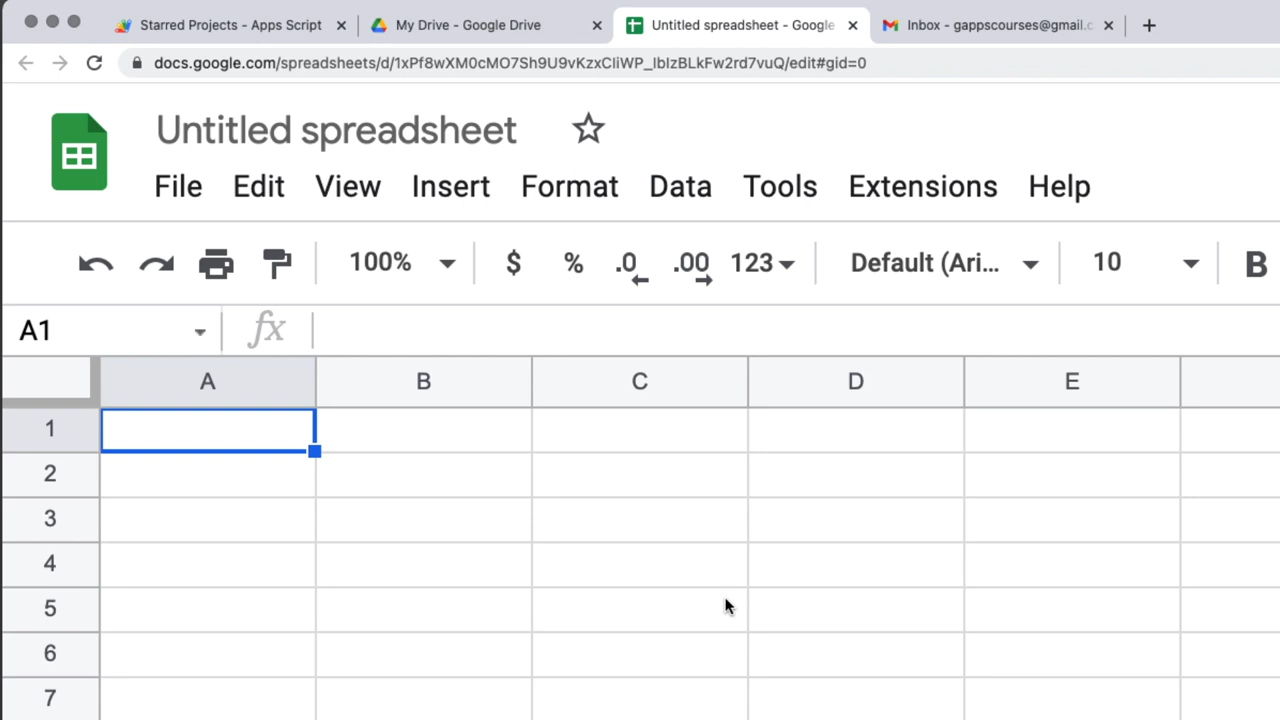 Starred Projects - Apps Script
My Drive - Google Drive
Untitled spreadsheet - Google
Inbox - gappscourses@gmail.c
docs.google.com/spreadsheets/d/1xPf8wXM0cMO7Sh9U9vKzxCIiWP_IbIzBLkFw2rd7vuQ/edit#gid=0
Untitled spreadsheet
File Edit View Insert Format Data Tools Extensions Help
100% $ % .0 .00 123 Default (Ari... 10 B
A1 fx
A B C D E
1
2
3
4
5
6
7